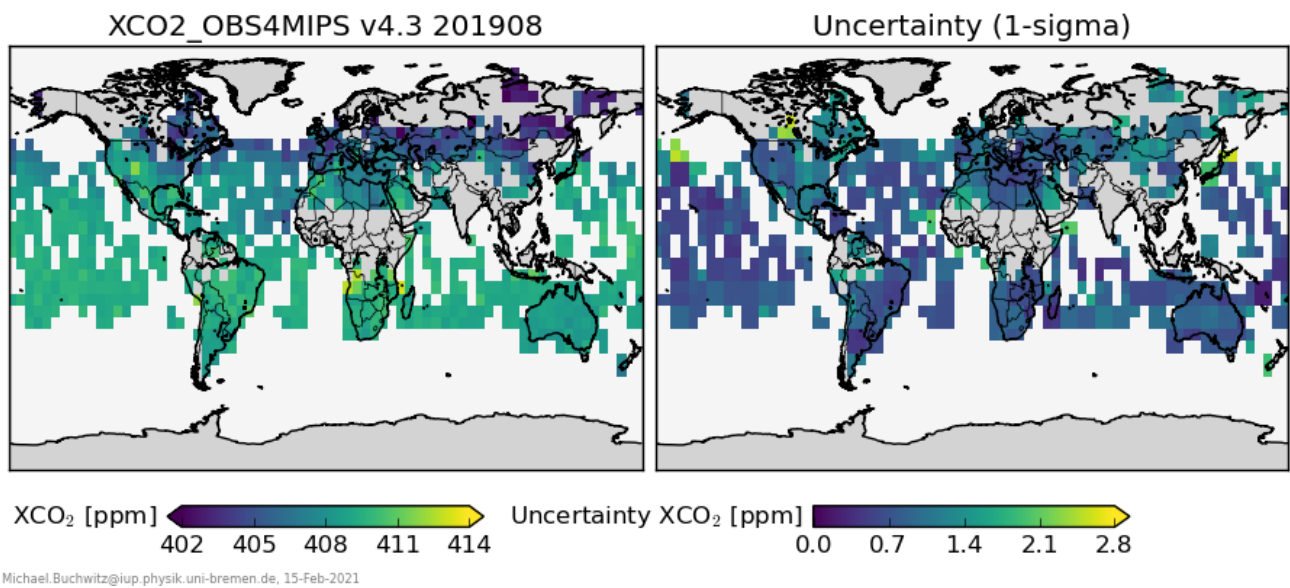 XCO2_OBS4MIPS v4.3 201908
Uncertainty (1-sigma)
XCO₂ [ppm]
402 405 408 411 414
Uncertainty XCO₂ [ppm]
0.0 0.7 1.4 2.1 2.8
Michael.Buchwitz@iup.physik.uni-bremen.de, 15-Feb-2021